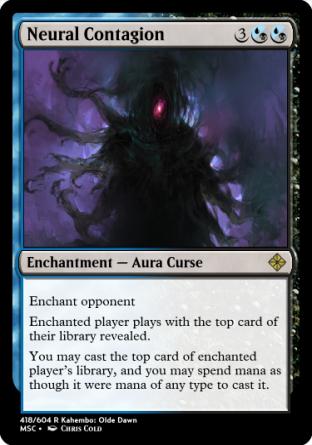 Neural Contagion 3
Enchantment — Aura Curse
Enchant opponent
Enchanted player plays with the top card of
their library revealed.
You may cast the top card of enchanted
player's library, and you may spend mana as
though it were mana of any type to cast it.
418/604 R Kahembo: Olde Dawn
MSC • Chris Cold